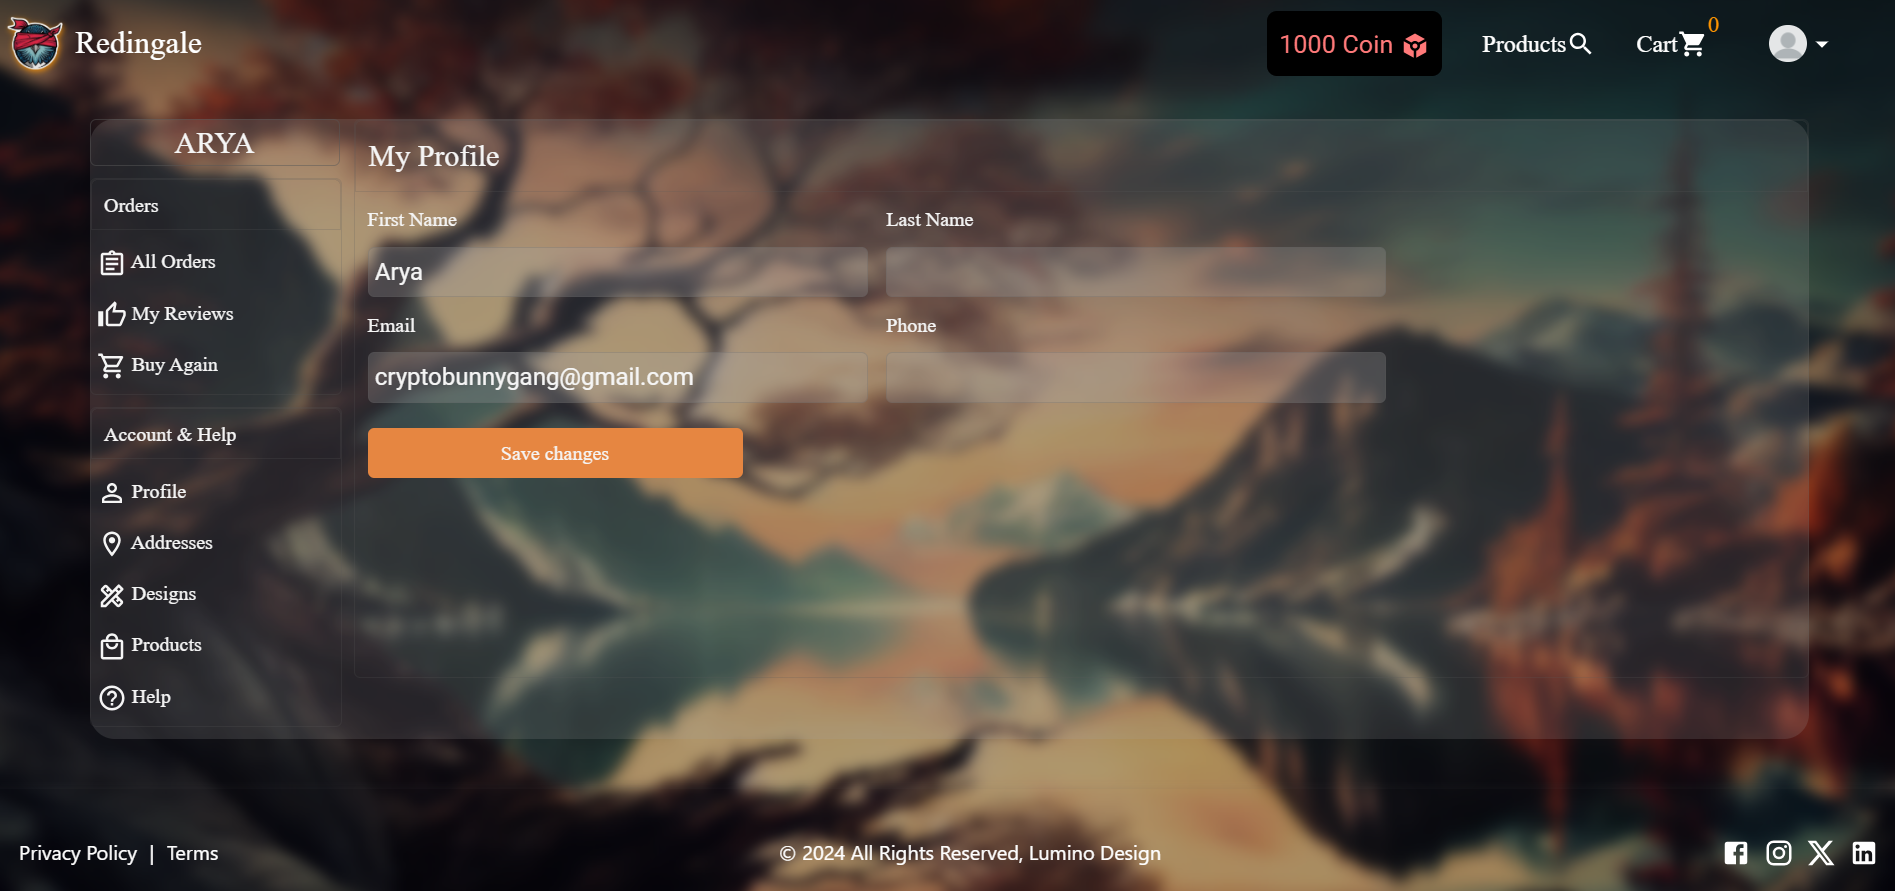 Redingale
1000 Coin
Products
Cart
0
ARYA
Orders
All Orders
My Reviews
Buy Again
Account & Help
Profile
Addresses
Designs
Products
Help
My Profile
First Name
Last Name
Arya
Email
Phone
cryptobunnygang@gmail.com
Save changes
Privacy Policy | Terms
© 2024 All Rights Reserved, Lumino Design